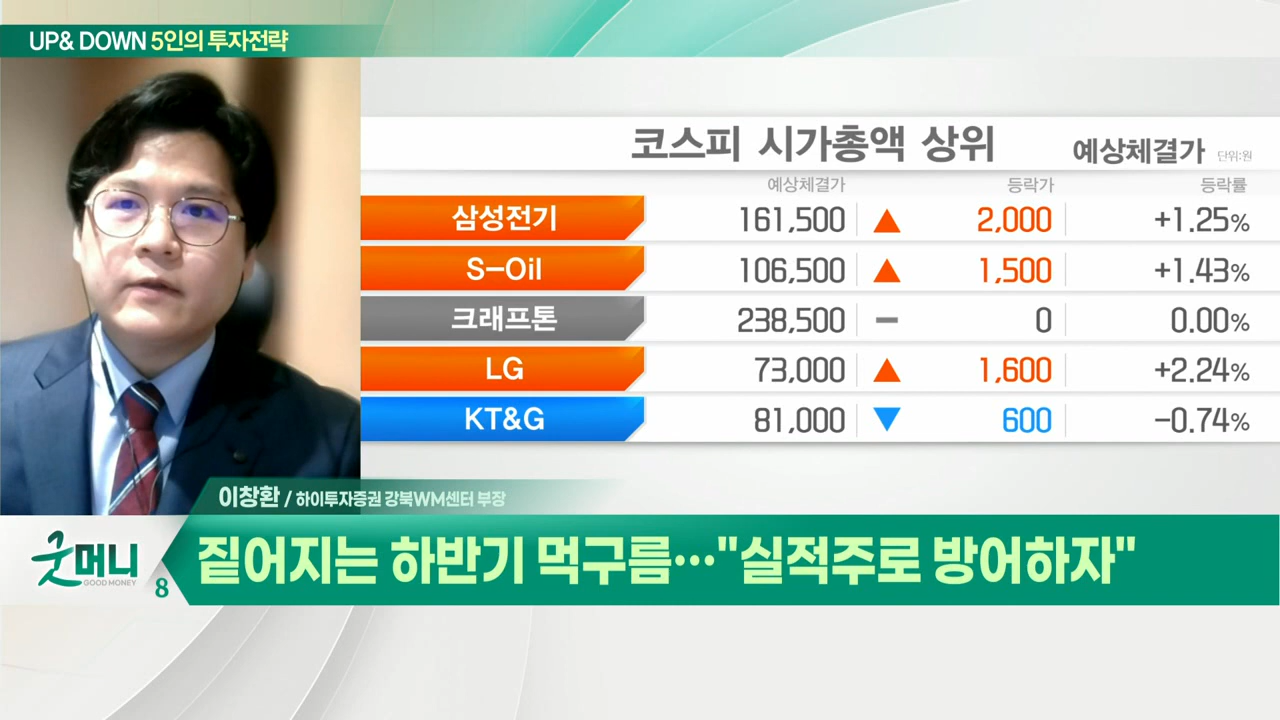 UP& DOWN 5인의 투자전략
코스피 시가총액 상위 예상체결가 단위:원
예상체결가 등락가 등락률
삼성전기 161,500 ▲ 2,000 +1.25%
S-Oil 106,500 ▲ 1,500 +1.43%
크래프톤 238,500 - 0 0.00%
LG 73,000 ▲ 1,600 +2.24%
KT&G 81,000 ▼ 600 -0.74%
이창환 / 하이투자증권 강북WM센터 부장
굿머니 GOOD MONEY 8
짙어지는 하반기 먹구름…"실적주로 방어하자"